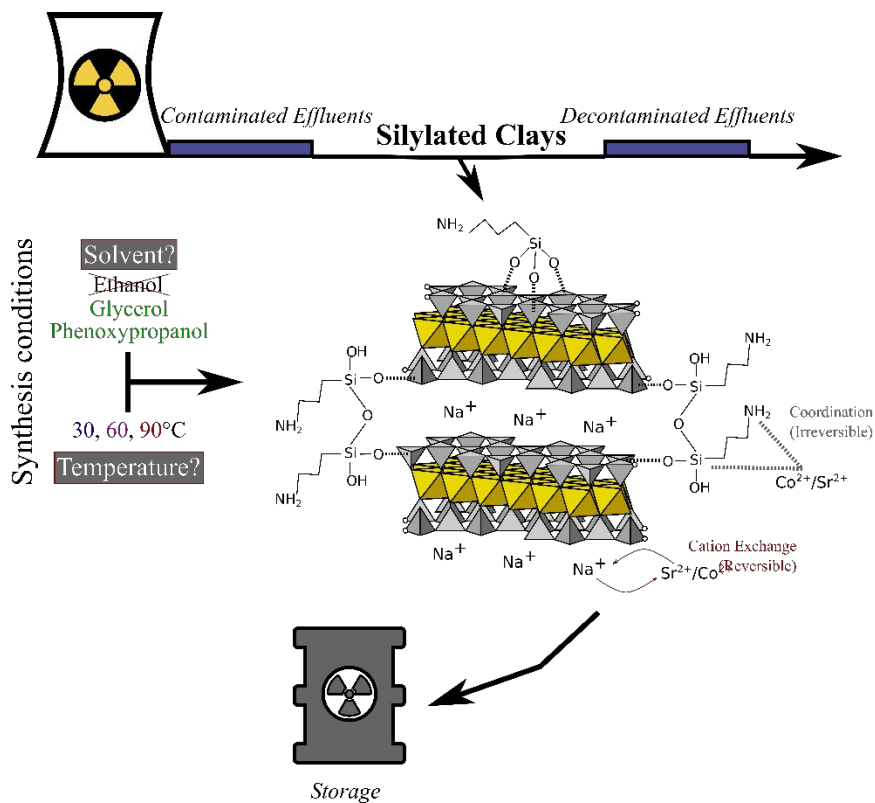 Contaminated Effluents
Decontaminated Effluents
Silylated Clays
Synthesis conditions
Solvent?
Ethanol
Glycerol
Phenoxypropanol
30, 60, 90°C
Temperature?
NH2
Si
O O
O
OH
Si O
NH2
O
Si O
OH
NH2
OH
NH2
O Si
O
NH2
O Si
OH
Na+ Na+ Na+
Coordination
(Irreversible)
Co2+/Sr2+
Na+ Na+ Na+
Cation Exchange
(Reversible)
Sr2+/Co2+
Storage